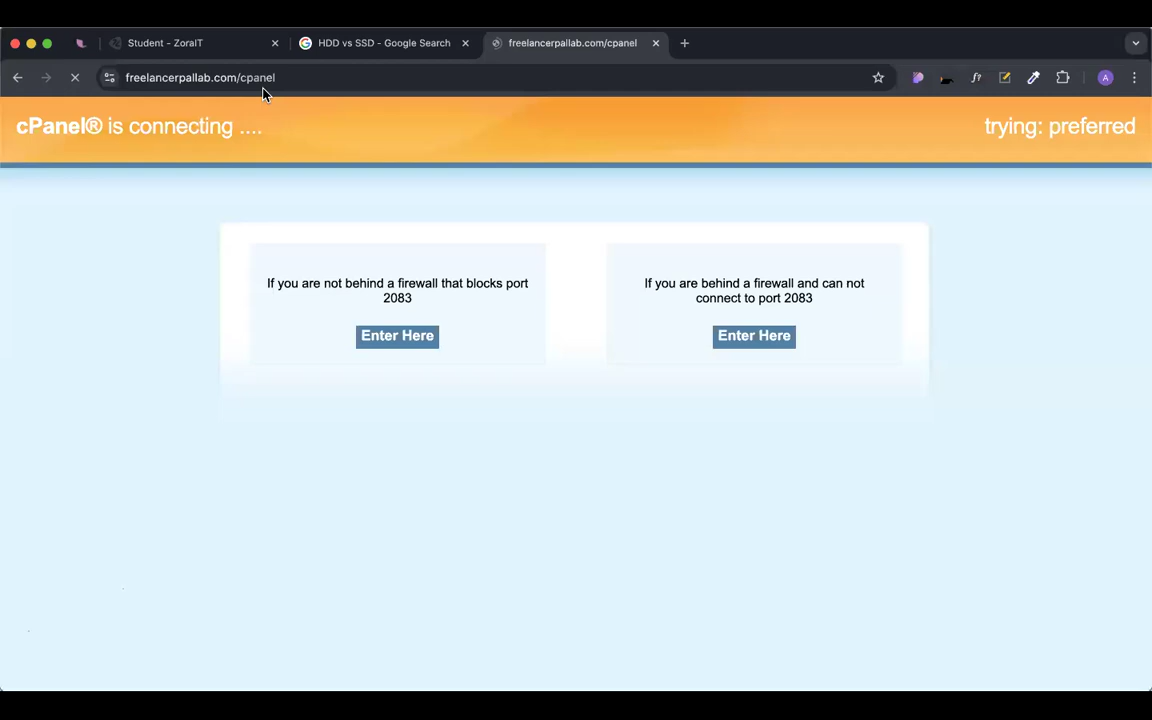 Student - ZoraIT
HDD vs SSD - Google Search
freelancerpallab.com/cpanel
freelancerpallab.com/cpanel
f?
A
cPanel® is connecting ....
trying: preferred
If you are not behind a firewall that blocks port
2083
Enter Here
If you are behind a firewall and can not
connect to port 2083
Enter Here